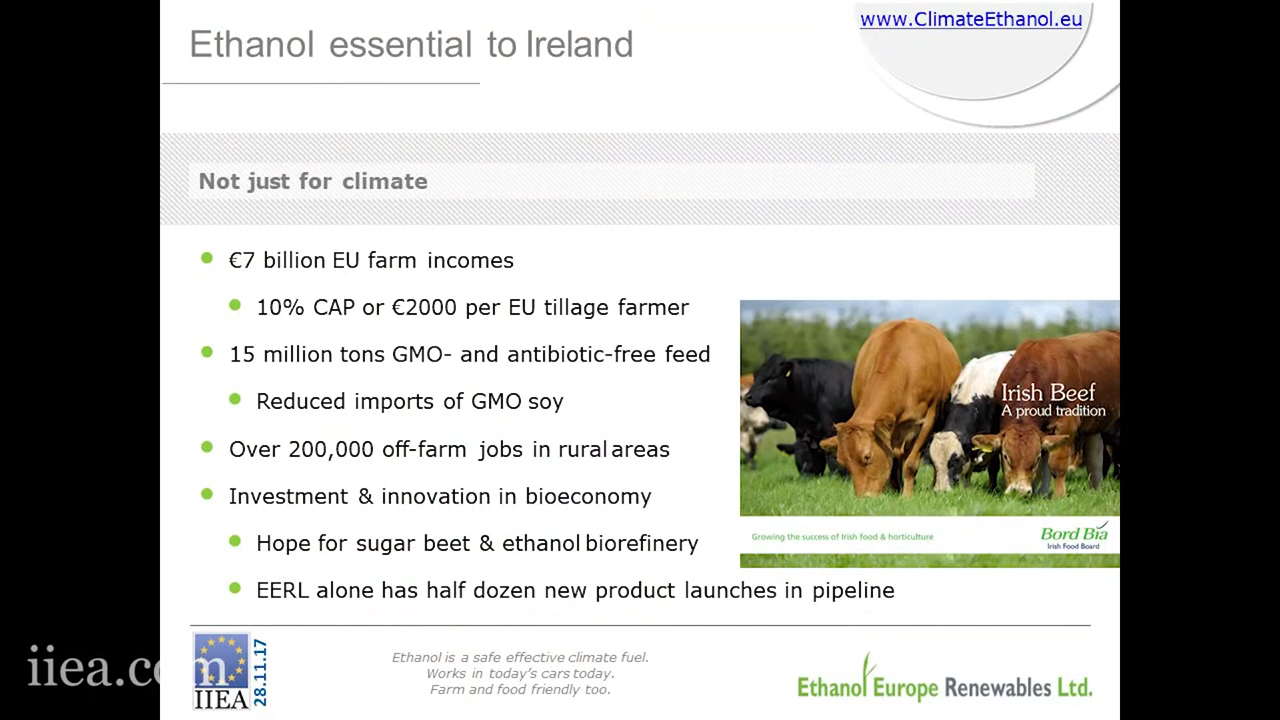 www.ClimateEthanol.eu
Ethanol essential to Ireland
Not just for climate
€7 billion EU farm incomes
10% CAP or €2000 per EU tillage farmer
15 million tons GMO- and antibiotic-free feed
Reduced imports of GMO soy
Over 200,000 off-farm jobs in rural areas
Investment & innovation in bioeconomy
Hope for sugar beet & ethanol biorefinery
EERL alone has half dozen new product launches in pipeline
Irish Beef
A proud tradition
Growing the success of Irish food & horticulture
Bord Bia
Irish Food Board
iiea.com
IIEA
28.11.17
Ethanol is a safe effective climate fuel.
Works in today's cars today.
Farm and food friendly too.
Ethanol Europe Renewables Ltd.